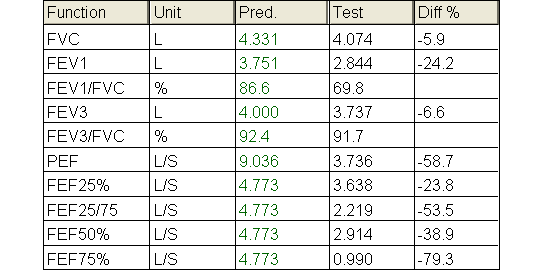 Function Unit Pred. Test Diff %
FVC L 4.331 4.074 -5.9
FEV1 L 3.751 2.844 -24.2
FEV1/FVC % 86.6 69.8
FEV3 L 4.000 3.737 -6.6
FEV3/FVC % 92.4 91.7
PEF L/S 9.036 3.736 -58.7
FEF25% L/S 4.773 3.638 -23.8
FEF25/75 L/S 4.773 2.219 -53.5
FEF50% L/S 4.773 2.914 -38.9
FEF75% L/S 4.773 0.990 -79.3